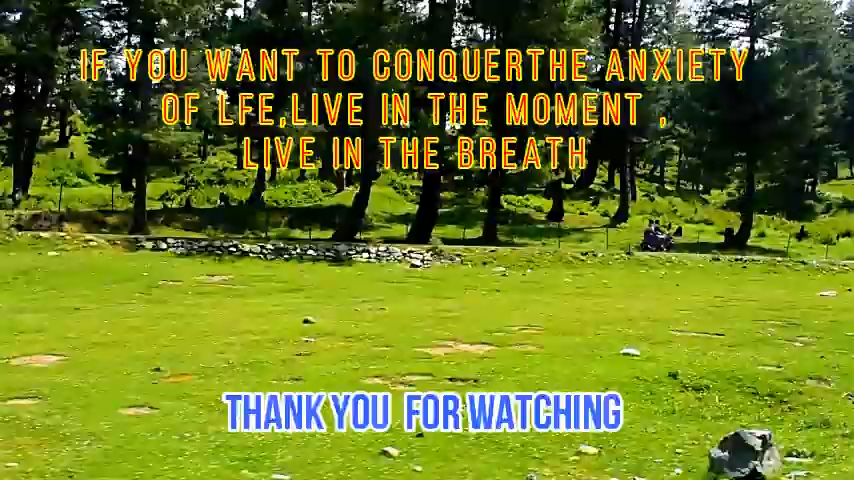 IF YOU WANT TO CONQUERTHE ANXIETY
OF LFE,LIVE IN THE MOMENT ,
LIVE IN THE BREATH
THANK YOU FOR WATCHING